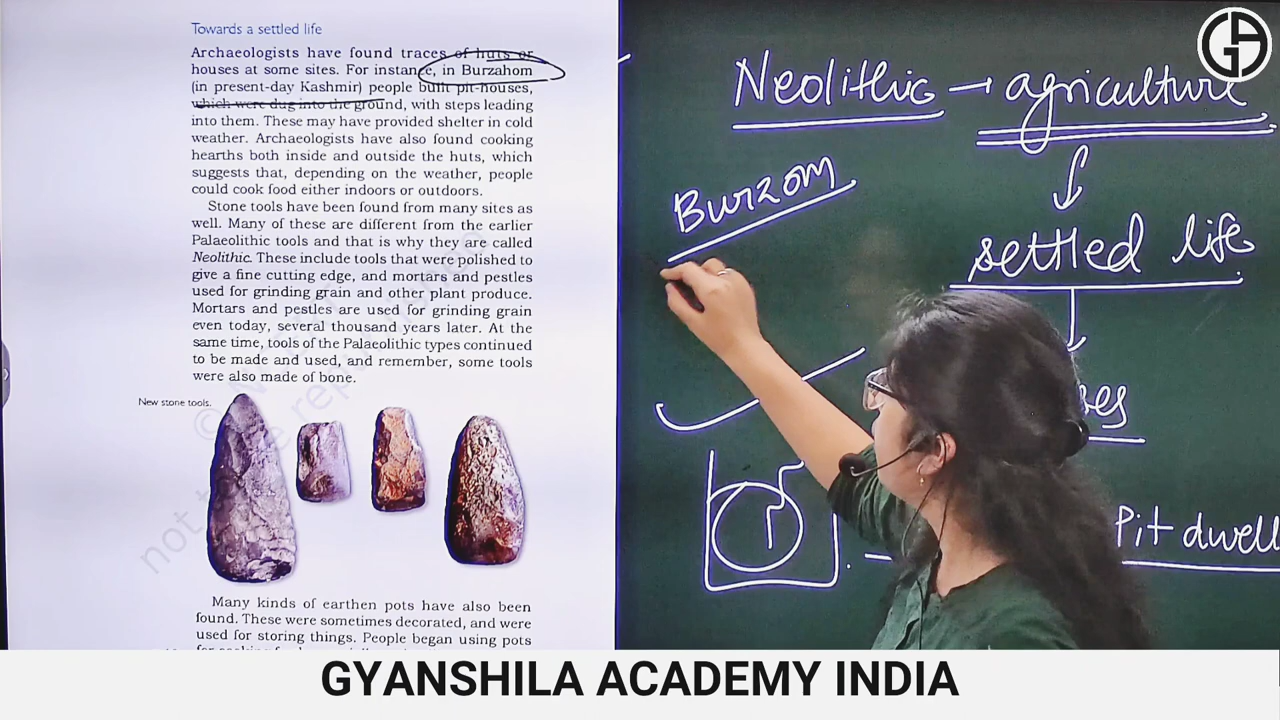 Towards a settled life
Archaeologists have found traces of huts or
houses at some sites. For instance, in Burzahom
(in present-day Kashmir) people built pit-houses,
which were dug into the ground, with steps leading
into them. These may have provided shelter in cold
weather. Archaeologists have also found cooking
hearths both inside and outside the huts, which
suggests that, depending on the weather, people
could cook food either indoors or outdoors.
Stone tools have been found from many sites as
well. Many of these are different from the earlier
Palaeolithic tools and that is why they are called
Neolithic. These include tools that were polished to
give a fine cutting edge, and mortars and pestles
used for grinding grain and other plant produce.
Mortars and pestles are used for grinding grain
even today, several thousand years later. At the
same time, tools of the Palaeolithic types continued
to be made and used, and remember, some tools
were also made of bone.
New stone tools.
Many kinds of earthen pots have also been
found. These were sometimes decorated, and were
used for storing things. People began using pots
GA
Neolithic → agriculture
Burzom
settled life
Pit dwell
GYANSHILA ACADEMY INDIA